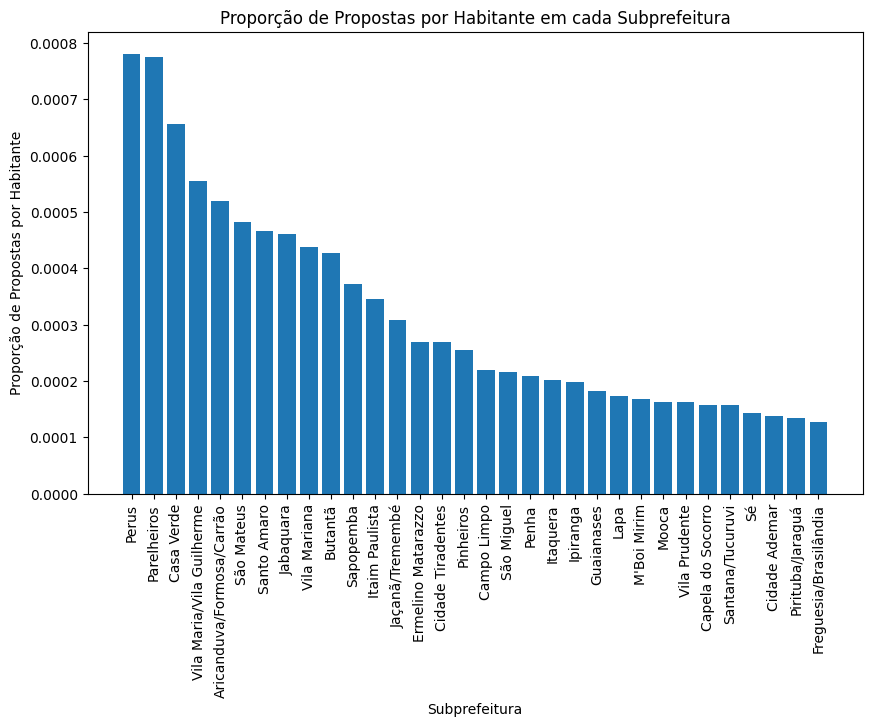 Proporção de Propostas por Habitante em cada Subprefeitura
Proporção de Propostas por Habitante
0.0008
0.0007
0.0006
0.0005
0.0004
0.0003
0.0002
0.0001
0.0000
Perus
Parelheiros
Casa Verde
Vila Maria/Vila Guilherme
Aricanduva/Formosa/Carrão
São Mateus
Santo Amaro
Jabaquara
Vila Mariana
Butantã
Sapopemba
Itaim Paulista
Jaçanã/Tremembé
Ermelino Matarazzo
Cidade Tiradentes
Pinheiros
Campo Limpo
São Miguel
Penha
Itaquera
Ipiranga
Guaianases
Lapa
M'Boi Mirim
Mooca
Vila Prudente
Capela do Socorro
Santana/Tucuruvi
Sé
Cidade Ademar
Pirituba/Jaraguá
Freguesia/Brasilândia
Subprefeitura